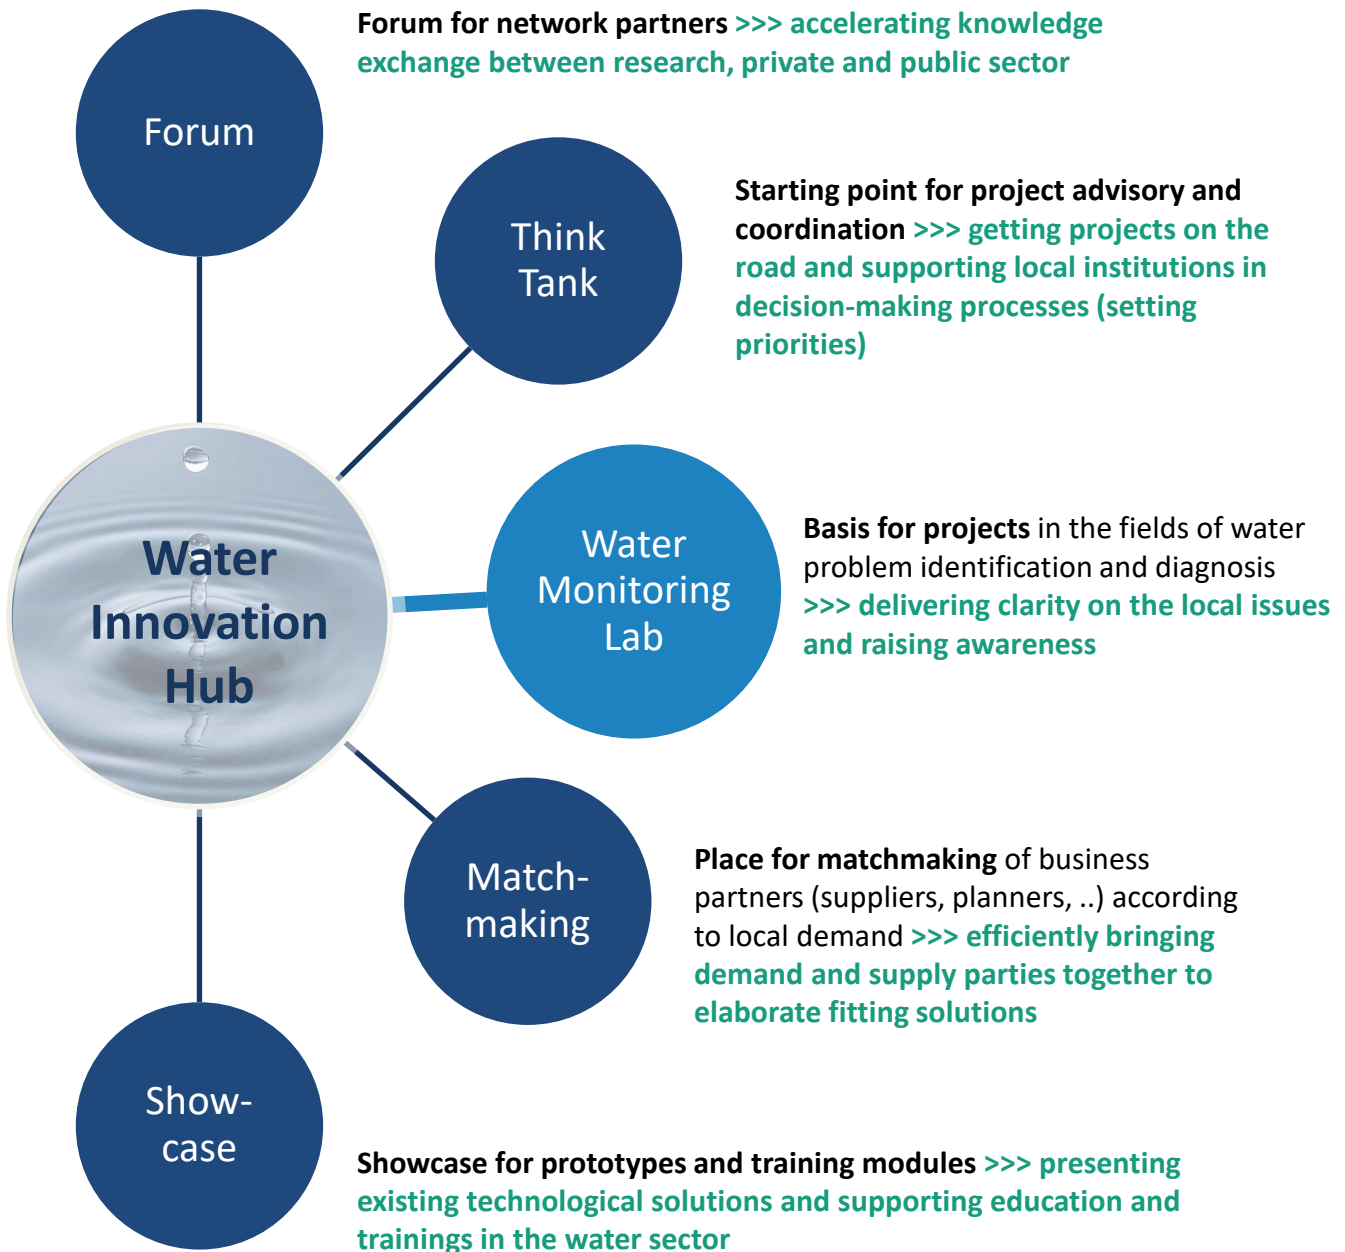 Forum for network partners >>> accelerating knowledge
exchange between research, private and public sector
Forum
Think
Tank
Starting point for project advisory and
coordination >>> getting projects on the
road and supporting local institutions in
decision-making processes (setting
priorities)
Water
Innovation
Hub
Water
Monitoring
Lab
Basis for projects in the fields of water
problem identification and diagnosis
>>> delivering clarity on the local issues
and raising awareness
Match-
making
Place for matchmaking of business
partners (suppliers, planners, ..) according
to local demand >>> efficiently bringing
demand and supply parties together to
elaborate fitting solutions
Show-
case
Showcase for prototypes and training modules >>> presenting
existing technological solutions and supporting education and
trainings in the water sector